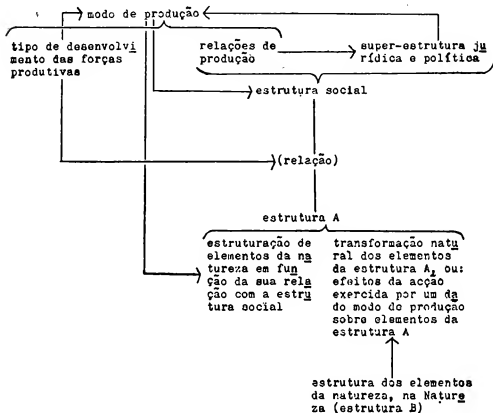 modo de produção
tipo de desenvolvi
mento das forças
produtivas
relações de
produção
super-estrutura ju
rídica e política
estrutura social
(relação)
estrutura A
estruturação de
elementos da na
tureza em fun
ção da sua rela
ção com a estru
tura social
transformação natu
ral dos elementos
da estrutura A, ou:
efeitos da acção
exercida por um da
do modo de produção
sobre elementos da
estrutura A
estrutura dos elementos
da natureza, na Nature
za (estrutura B)